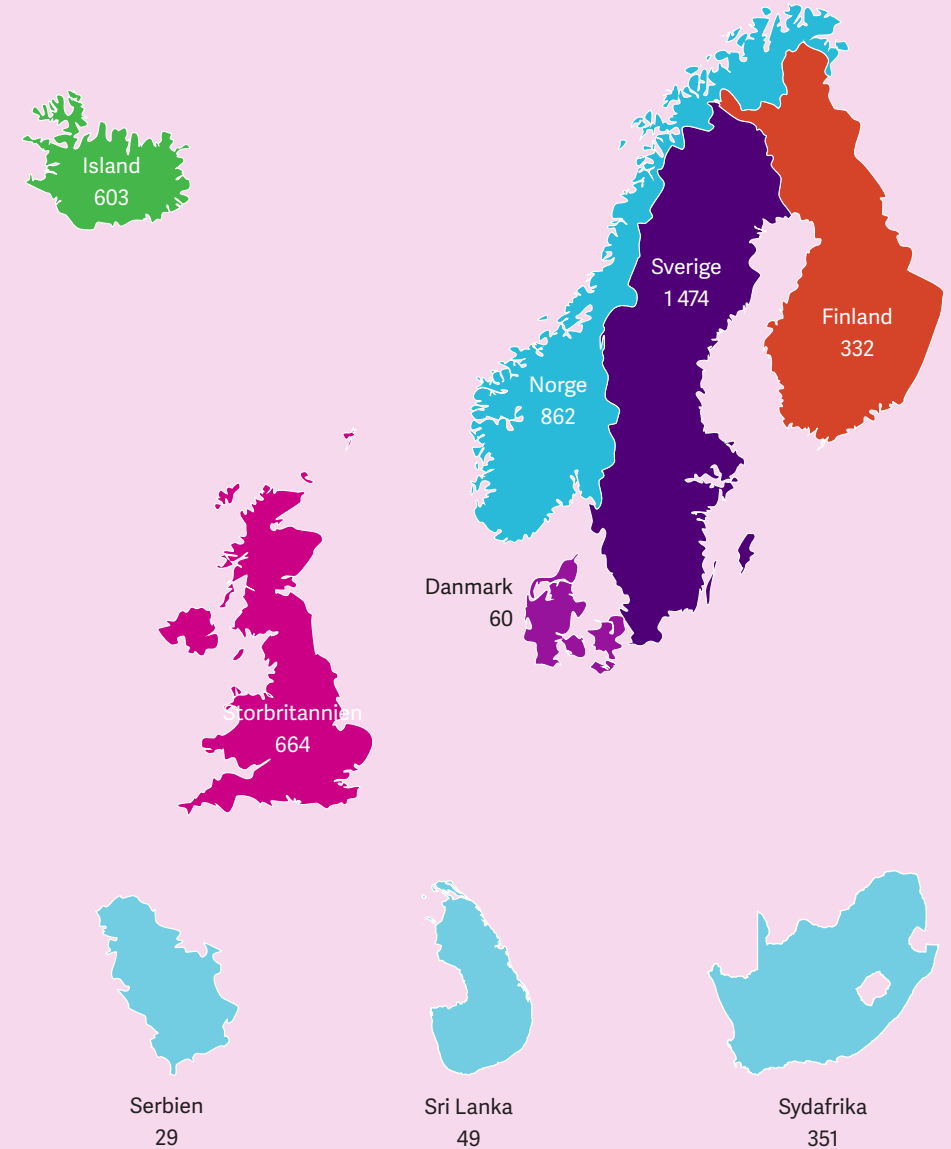 Island
603
Sverige
1 474
Finland
332
Norge
862
Danmark
60
Storbritannien
664
Serbien
29
Sri Lanka
49
Sydafrika
351